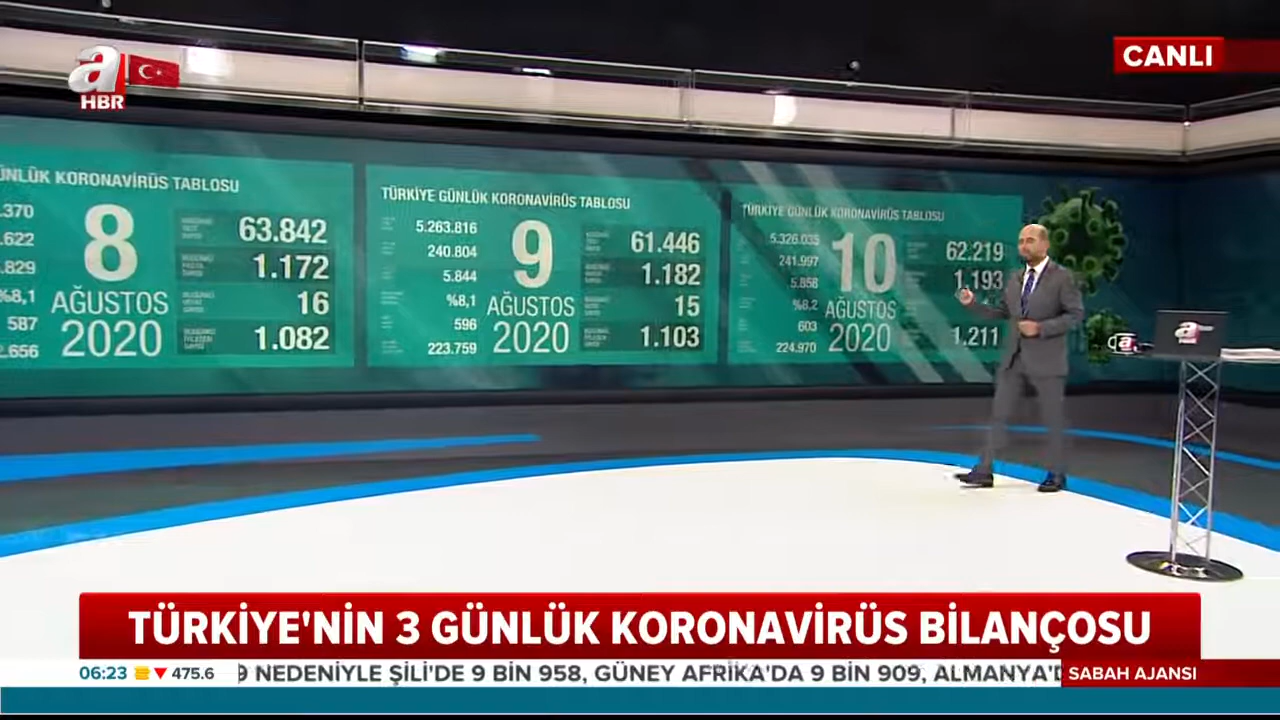 a
HBR
CANLI
ÜNLÜK KORONAVİRÜS TABLOSU
.370
.622
.829
%8,1
587
2.656
8
AĞUSTOS
2020
63.842
1.172
16
1.082
TÜRKİYE GÜNLÜK KORONAVİRÜS TABLOSU
5.263.816
240.804
5.844
%8,1
596
223.759
9
AĞUSTOS
2020
61.446
1.182
15
1.103
TÜRKİYE GÜNLÜK KORONAVİRÜS TABLOSU
5.326.035
241.997
5.858
%8,2
603
224.970
10
AĞUSTOS
2020
62.219
1.193
1.211
a
a
TÜRKİYE'NİN 3 GÜNLÜK KORONAVİRÜS BİLANÇOSU
06:23 475.6 9 NEDENİYLE ŞİLİ'DE 9 BİN 958, GÜNEY AFRİKA'DA 9 BİN 909, ALMANYA'D SABAH AJANSI